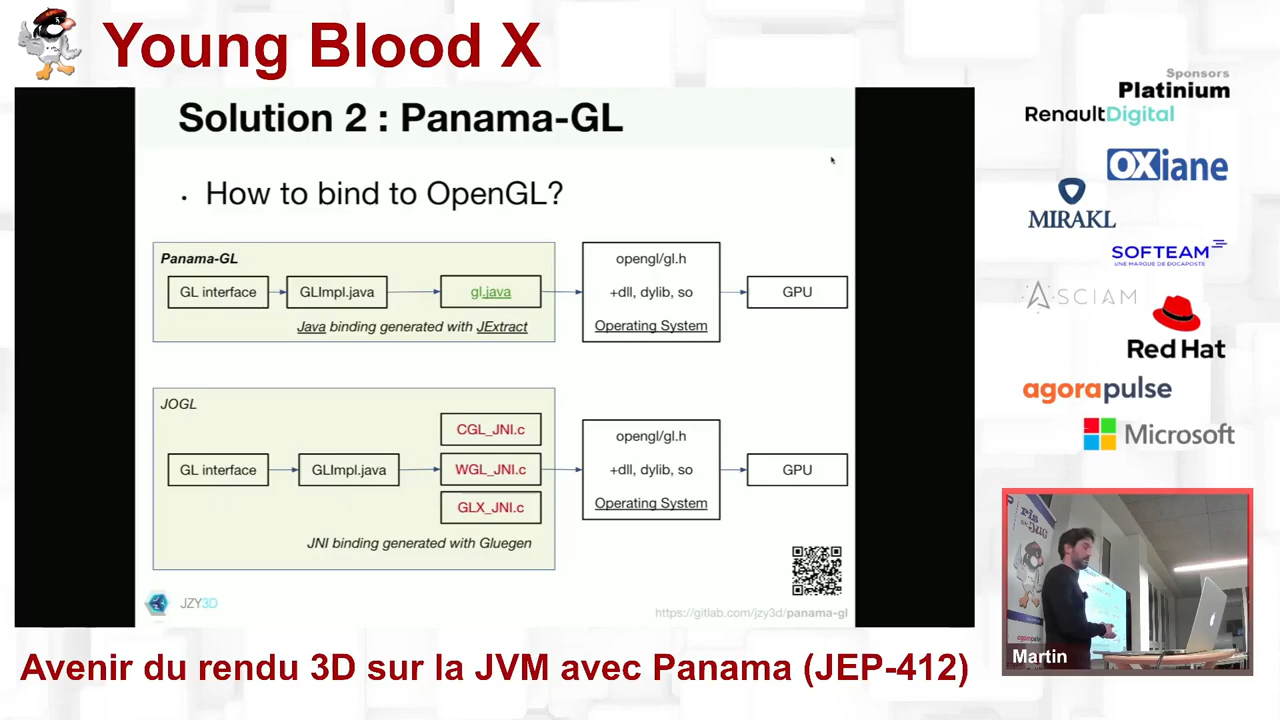 Young Blood X
Sponsors
Platinium
RenaultDigital
OXiane
MIRAKL
SOFTEAM
UNE MARQUE DE DOCAPOSTE
ASCIAM
Red Hat
agorapulse
Microsoft
Solution 2 : Panama-GL
• How to bind to OpenGL?
Panama-GL
GL interface
GLImpl.java
gl.java
Java binding generated with JExtract
opengl/gl.h
+dll, dylib, so
Operating System
GPU
JOGL
GL interface
GLImpl.java
CGL_JNI.c
WGL_JNI.c
GLX_JNI.c
JNI binding generated with Gluegen
opengl/gl.h
+dll, dylib, so
Operating System
GPU
JZY3D
https://gitlab.com/jzy3d/panama-gl
Martin
Avenir du rendu 3D sur la JVM avec Panama (JEP-412)